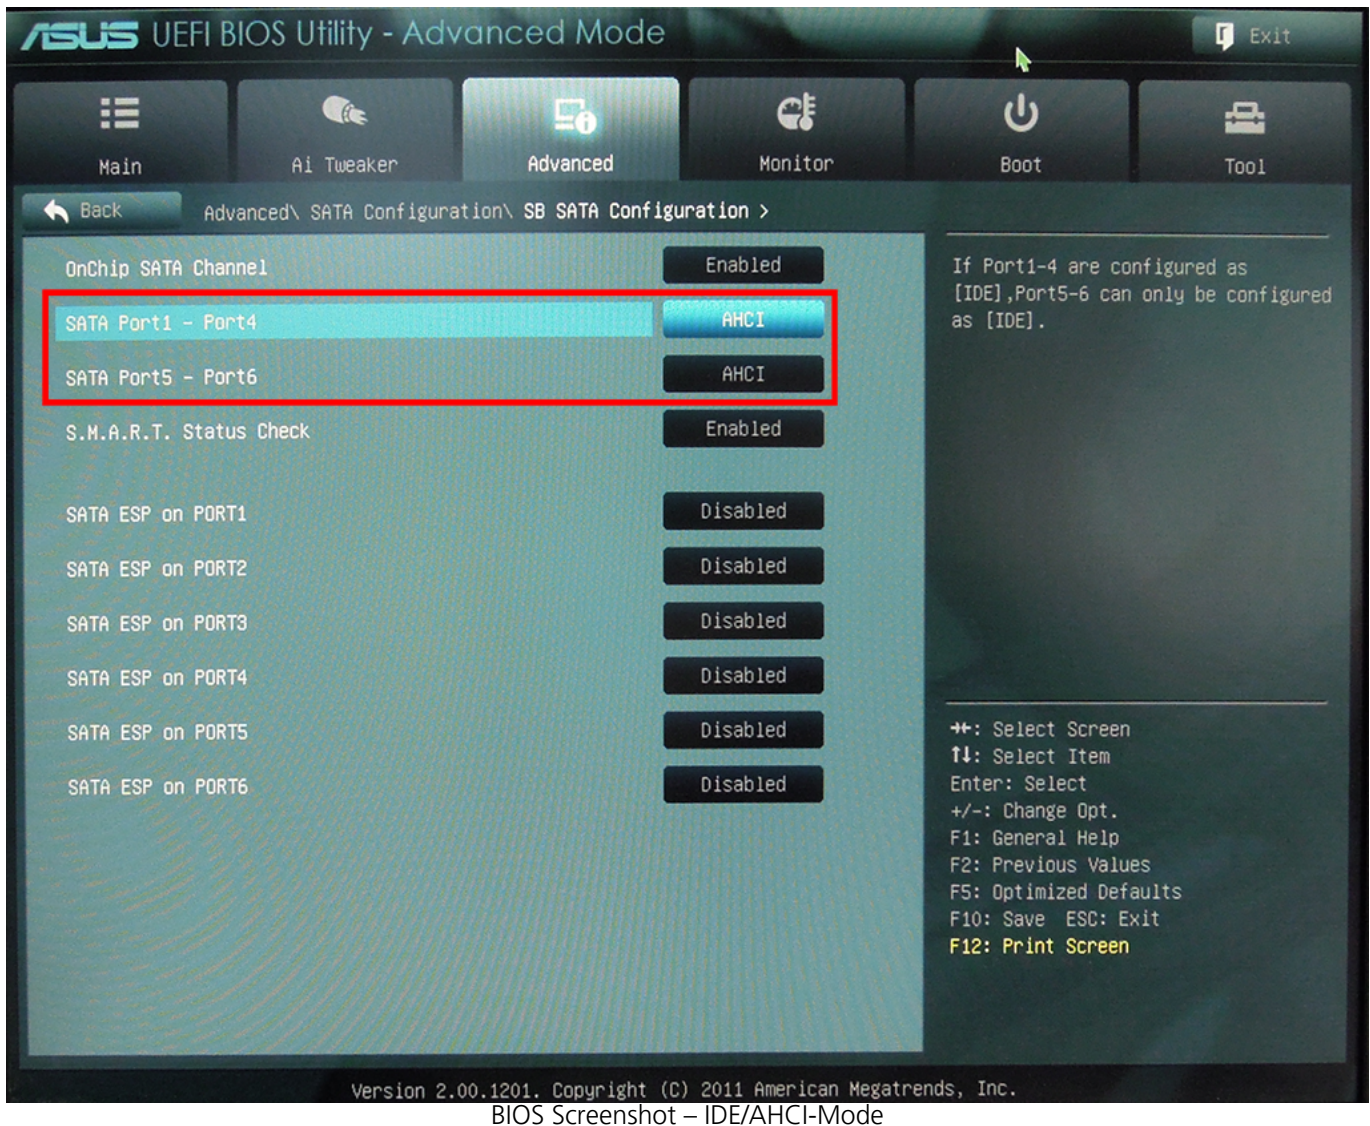 ASUS UEFI BIOS Utility - Advanced Mode
Exit
Main
Ai Tweaker
Advanced
Monitor
Boot
Tool
Back
Advanced\ SATA Configuration\ SB SATA Configuration >
OnChip SATA Channel Enabled
SATA Port1 - Port4 AHCI
SATA Port5 - Port6 AHCI
S.M.A.R.T. Status Check Enabled
SATA ESP on PORT1 Disabled
SATA ESP on PORT2 Disabled
SATA ESP on PORT3 Disabled
SATA ESP on PORT4 Disabled
SATA ESP on PORT5 Disabled
SATA ESP on PORT6 Disabled
If Port1-4 are configured as
[IDE],Port5-6 can only be configured
as [IDE].
→←: Select Screen
↑↓: Select Item
Enter: Select
+/-: Change Opt.
F1: General Help
F2: Previous Values
F5: Optimized Defaults
F10: Save ESC: Exit
F12: Print Screen
Version 2.00.1201. Copyright (C) 2011 American Megatrends, Inc.
BIOS Screenshot – IDE/AHCI-Mode